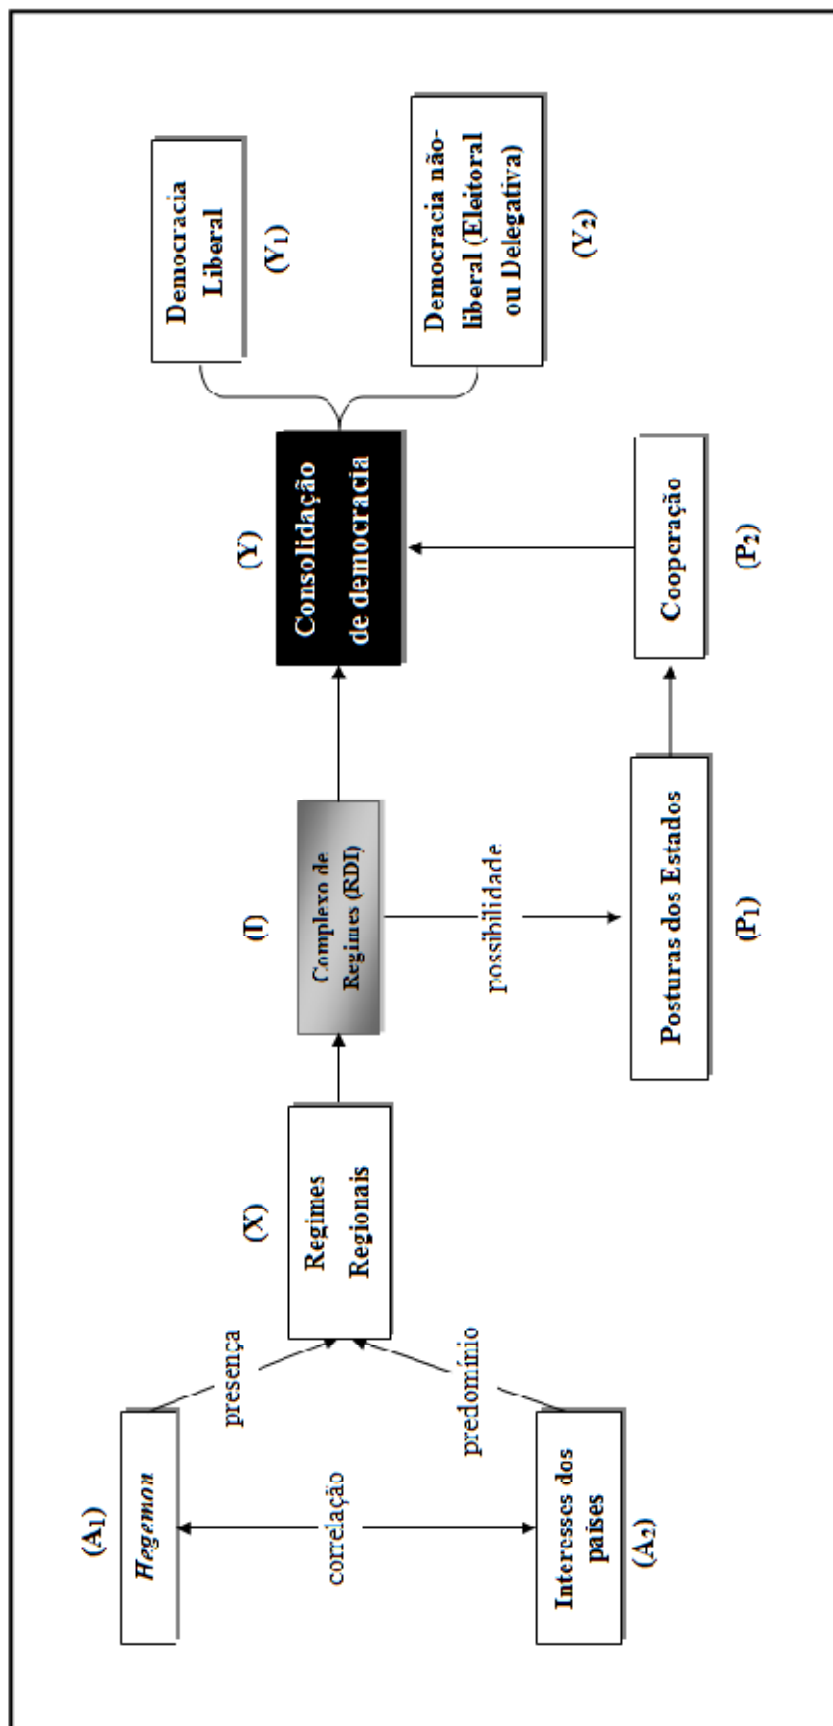 (A₁)
Hegemon
correlação
Interesses dos
países
(A₂)
presença
predomínio
(X)
Regimes
Regionais
(I)
Complexo de
Regimes (RDI)
possibilidade
Posturas dos Estados
(P₁)
(Y)
Consolidação
de democracia
Cooperação
(P₂)
Democracia
Liberal
(Y₁)
Democracia não-
liberal (Eleitoral
ou Delegativa)
(Y₂)